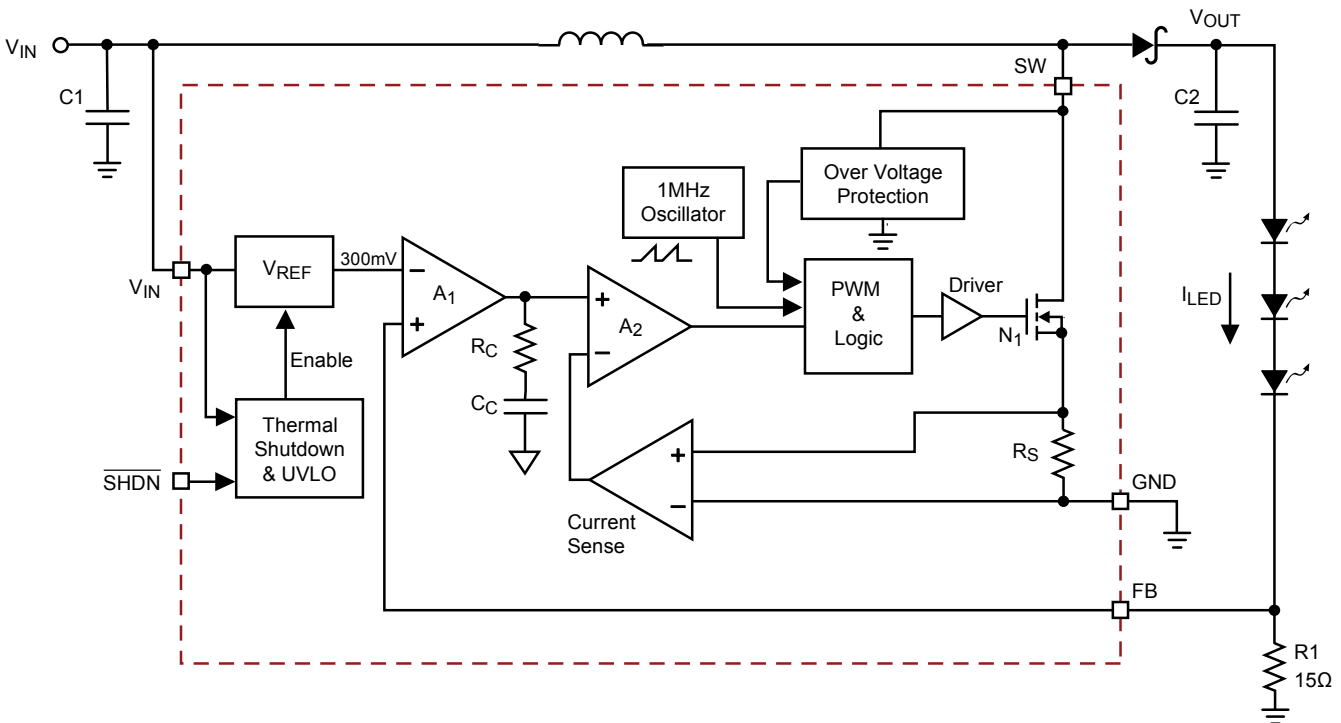 VIN
VOUT
SW
C1
C2
1MHz
Oscillator
Over Voltage
Protection
VIN
VREF
300mV
−
+
A1
+
−
A2
PWM
&
Logic
Driver
N1
ILED
Enable
RC
CC
Thermal
Shutdown
& UVLO
SHDN
+
−
Current
Sense
RS
GND
FB
R1
15Ω